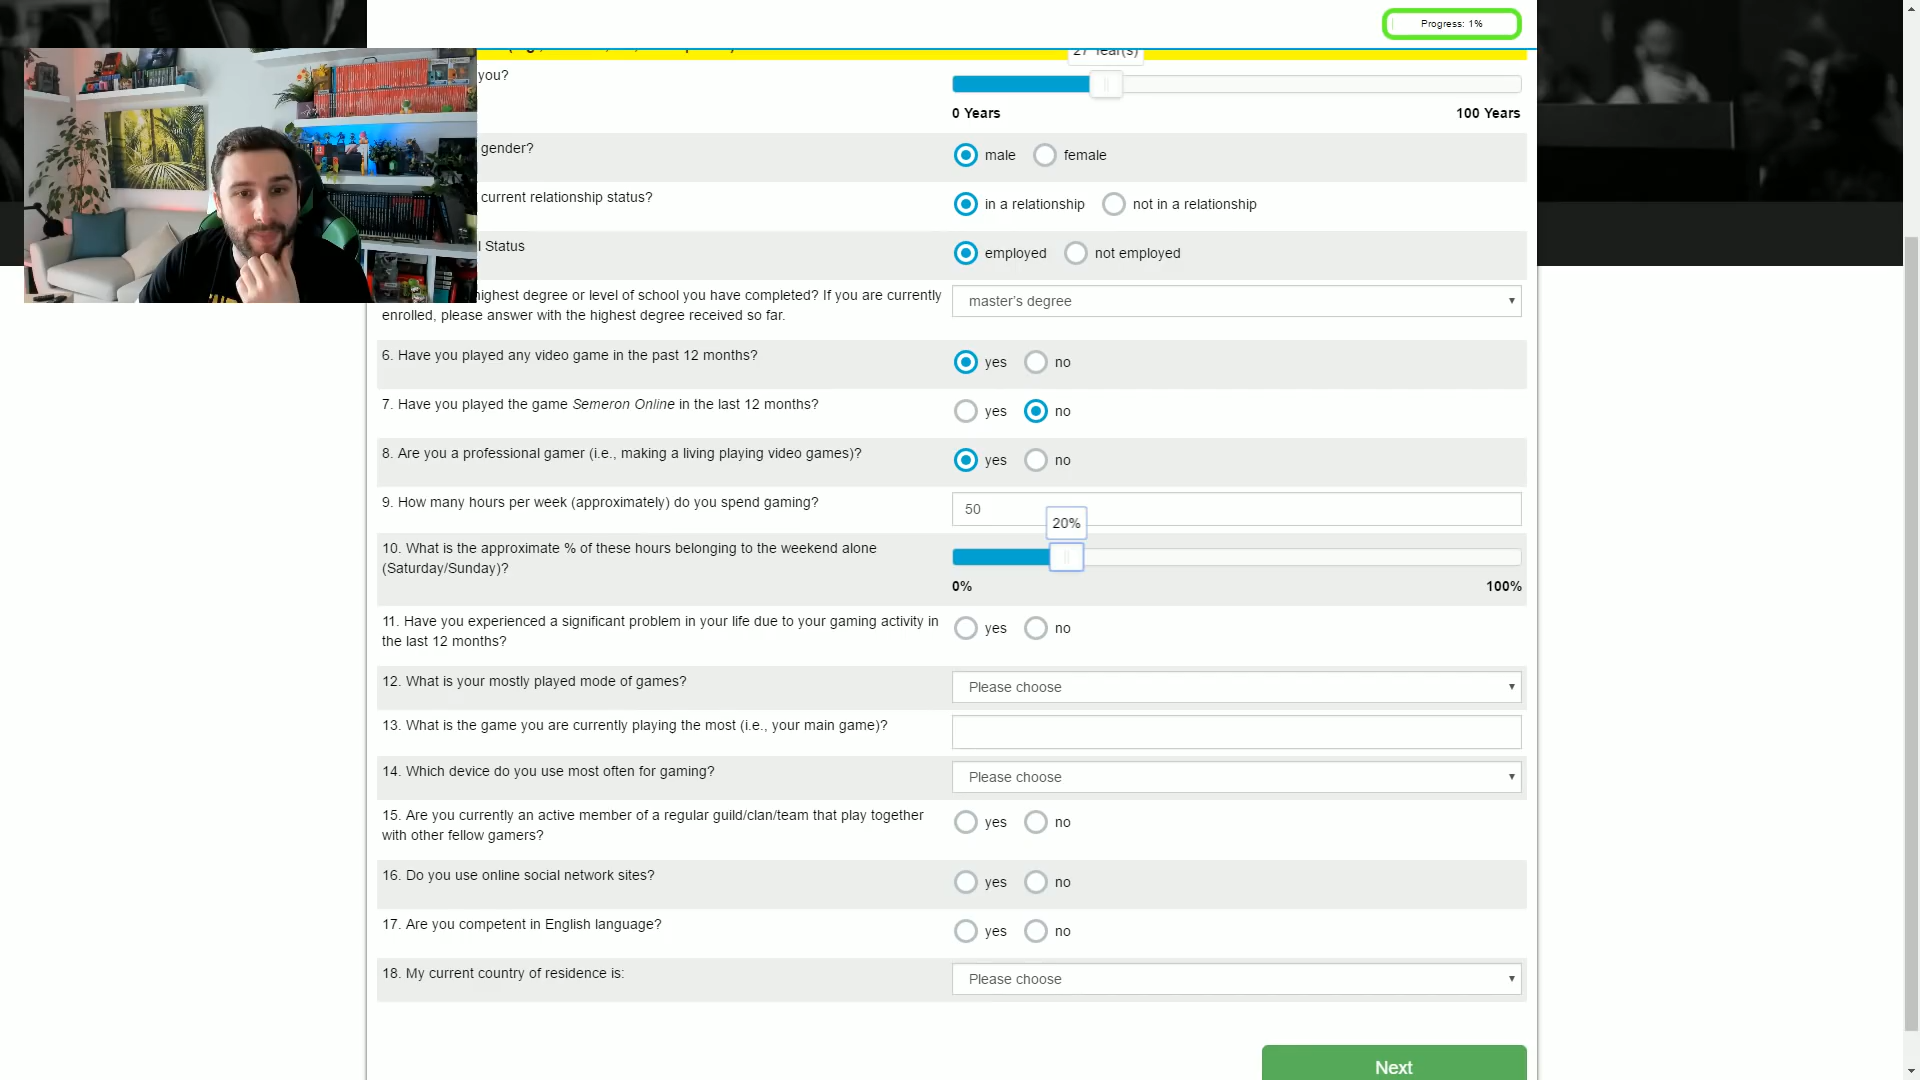 Progress: 1%
27 Year(s)
you?
0 Years 100 Years
gender?
male female
current relationship status?
in a relationship not in a relationship
l Status
employed not employed
ighest degree or level of school you have completed? If you are currently
enrolled, please answer with the highest degree received so far.
master's degree
6. Have you played any video game in the past 12 months?
yes no
7. Have you played the game Semeron Online in the last 12 months?
yes no
8. Are you a professional gamer (i.e., making a living playing video games)?
yes no
9. How many hours per week (approximately) do you spend gaming?
50
20%
10. What is the approximate % of these hours belonging to the weekend alone
(Saturday/Sunday)?
0% 100%
11. Have you experienced a significant problem in your life due to your gaming activity in
the last 12 months?
yes no
12. What is your mostly played mode of games?
Please choose
13. What is the game you are currently playing the most (i.e., your main game)?
14. Which device do you use most often for gaming?
Please choose
15. Are you currently an active member of a regular guild/clan/team that play together
with other fellow gamers?
yes no
16. Do you use online social network sites?
yes no
17. Are you competent in English language?
yes no
18. My current country of residence is:
Please choose
Next